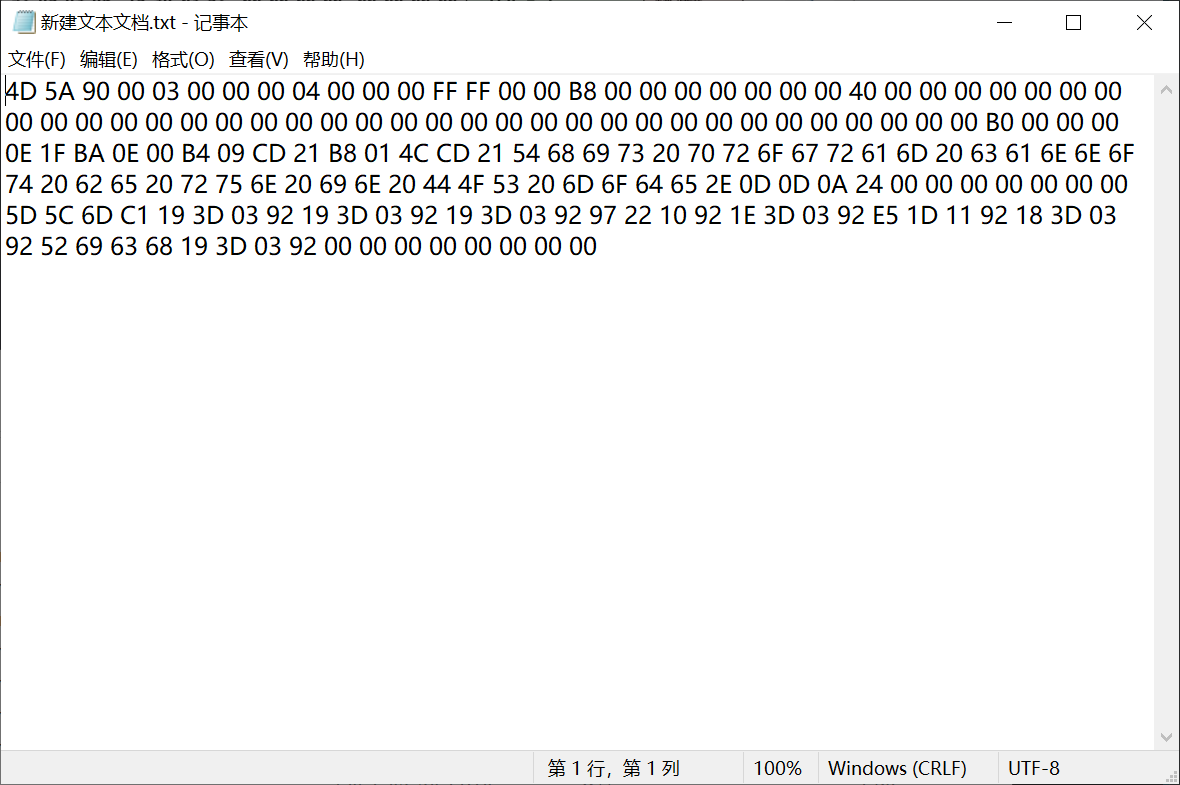 新建文本文档.txt - 记事本
文件(F) 编辑(E) 格式(O) 查看(V) 帮助(H)
4D 5A 90 00 03 00 00 00 04 00 00 00 FF FF 00 00 B8 00 00 00 00 00 00 00 40 00 00 00 00 00 00 00
00 00 00 00 00 00 00 00 00 00 00 00 00 00 00 00 00 00 00 00 00 00 00 00 00 00 00 00 B0 00 00 00
0E 1F BA 0E 00 B4 09 CD 21 B8 01 4C CD 21 54 68 69 73 20 70 72 6F 67 72 61 6D 20 63 61 6E 6E 6F
74 20 62 65 20 72 75 6E 20 69 6E 20 44 4F 53 20 6D 6F 64 65 2E 0D 0D 0A 24 00 00 00 00 00 00 00
5D 5C 6D C1 19 3D 03 92 19 3D 03 92 19 3D 03 92 97 22 10 92 1E 3D 03 92 E5 1D 11 92 18 3D 03
92 52 69 63 68 19 3D 03 92 00 00 00 00 00 00 00 00
第 1 行，第 1 列 100% Windows (CRLF) UTF-8